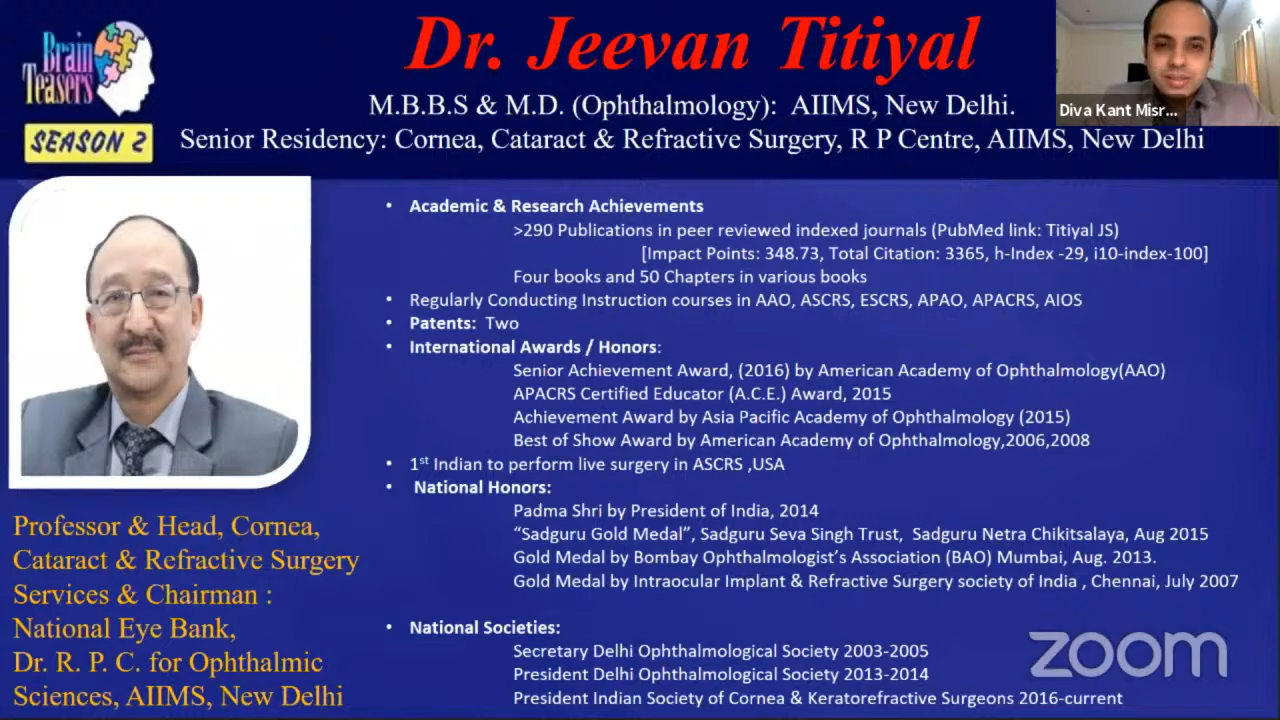 Brain
Teasers
SEASON 2
Dr. Jeevan Titiyal
M.B.B.S & M.D. (Ophthalmology): AIIMS, New Delhi.
Senior Residency: Cornea, Cataract & Refractive Surgery, R P Centre, AIIMS, New Delhi
Diva Kant Misr...
• Academic & Research Achievements
>290 Publications in peer reviewed indexed journals (PubMed link: Titiyal JS)
[Impact Points: 348.73, Total Citation: 3365, h-Index -29, i10-index-100]
Four books and 50 Chapters in various books
• Regularly Conducting Instruction courses in AAO, ASCRS, ESCRS, APAO, APACRS, AIOS
• Patents: Two
• International Awards / Honors:
Senior Achievement Award, (2016) by American Academy of Ophthalmology(AAO)
APACRS Certified Educator (A.C.E.) Award, 2015
Achievement Award by Asia Pacific Academy of Ophthalmology (2015)
Best of Show Award by American Academy of Ophthalmology,2006,2008
• 1st Indian to perform live surgery in ASCRS ,USA
• National Honors:
Padma Shri by President of India, 2014
“Sadguru Gold Medal”, Sadguru Seva Singh Trust, Sadguru Netra Chikitsalaya, Aug 2015
Gold Medal by Bombay Ophthalmologist’s Association (BAO) Mumbai, Aug. 2013.
Gold Medal by Intraocular Implant & Refractive Surgery society of India , Chennai, July 2007
• National Societies:
Secretary Delhi Ophthalmological Society 2003-2005
President Delhi Ophthalmological Society 2013-2014
President Indian Society of Cornea & Keratorefractive Surgeons 2016-current
Professor & Head, Cornea,
Cataract & Refractive Surgery
Services & Chairman :
National Eye Bank,
Dr. R. P. C. for Ophthalmic
Sciences, AIIMS, New Delhi
zoom